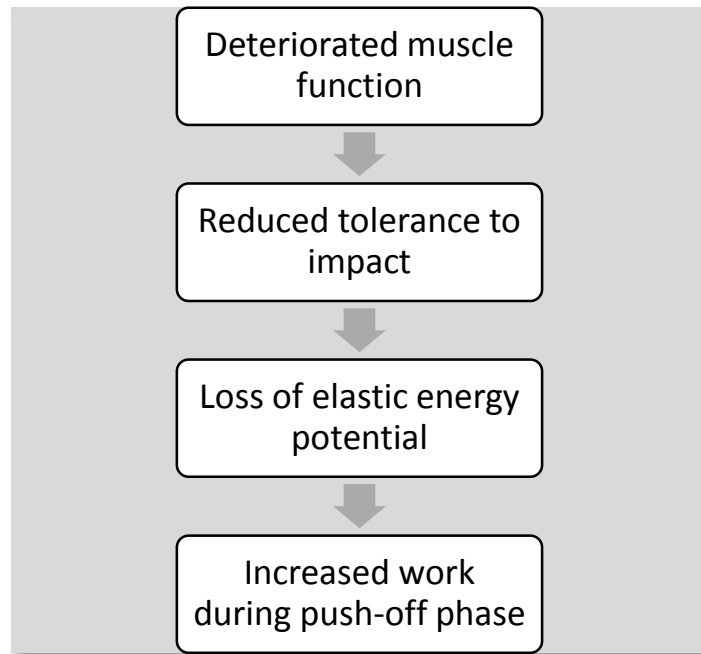 Deteriorated muscle
function
Reduced tolerance to
impact
Loss of elastic energy
potential
Increased work
during push-off phase